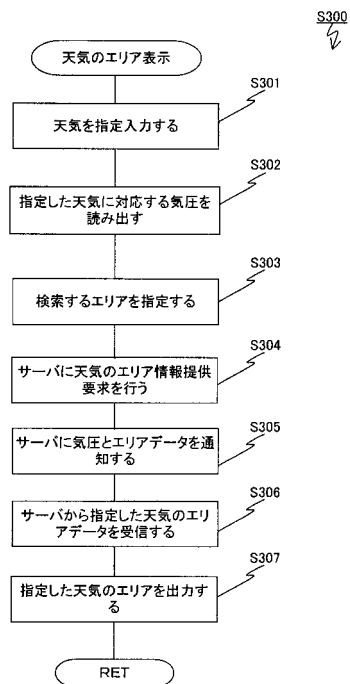 S300
天気のエリア表示
S301
天気を指定入力する
S302
指定した天気に対応する気圧を
読み出す
S303
検索するエリアを指定する
S304
サーバに天気のエリア情報提供
要求を行う
S305
サーバに気圧とエリアデータを通
知する
S306
サーバから指定した天気のエリ
アデータを受信する
S307
指定した天気のエリアを出力す
る
RET